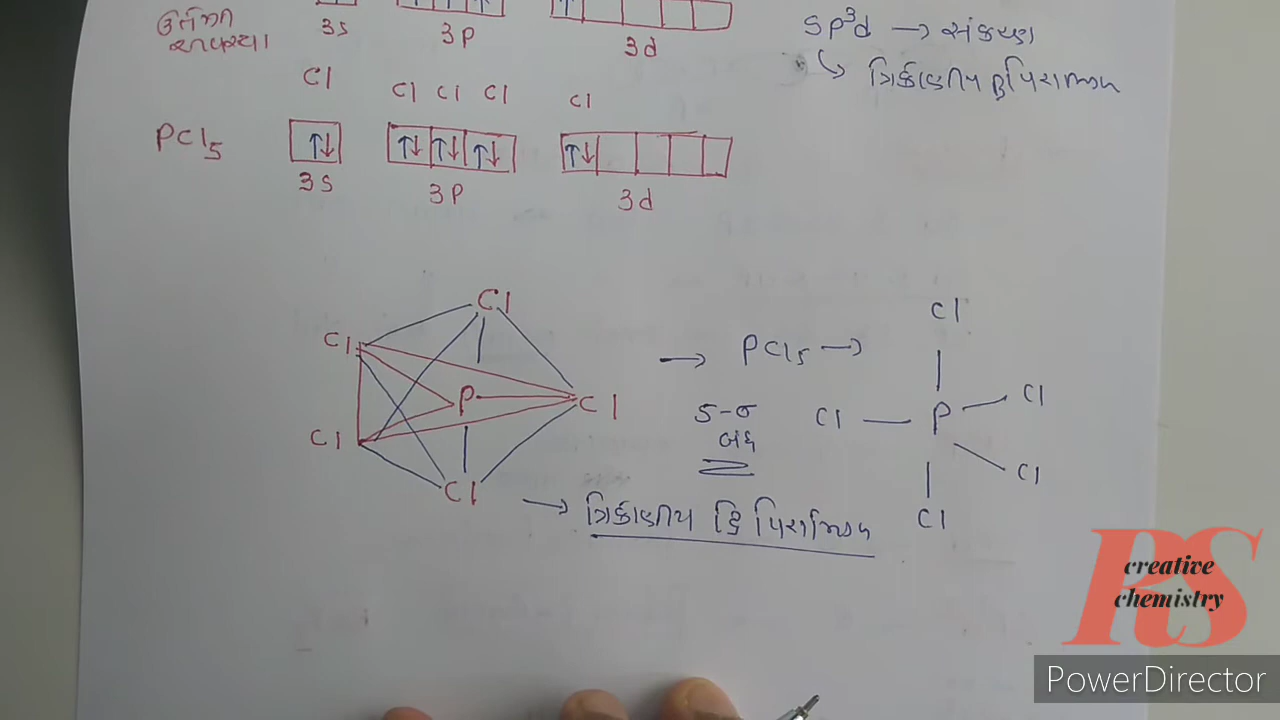 ઉત્તેજીત
અવસ્થા
3s 3p 3d
sp³d → સંકરણ
↳ ત્રિકોણીય દ્વિપિરામિડ
Cl Cl Cl Cl Cl
PCl₅ ↑↓ ↑↓ ↑↓ ↑↓ ↑↓
3s 3p 3d
Cl
Cl
P
Cl
Cl
Cl
→ ત્રિકોણીય દ્વિ પિરામિડ
→ PCl₅ →
5-σ
બંધ
Cl
Cl
Cl
P
Cl
Cl
RS
creative
chemistry
PowerDirector